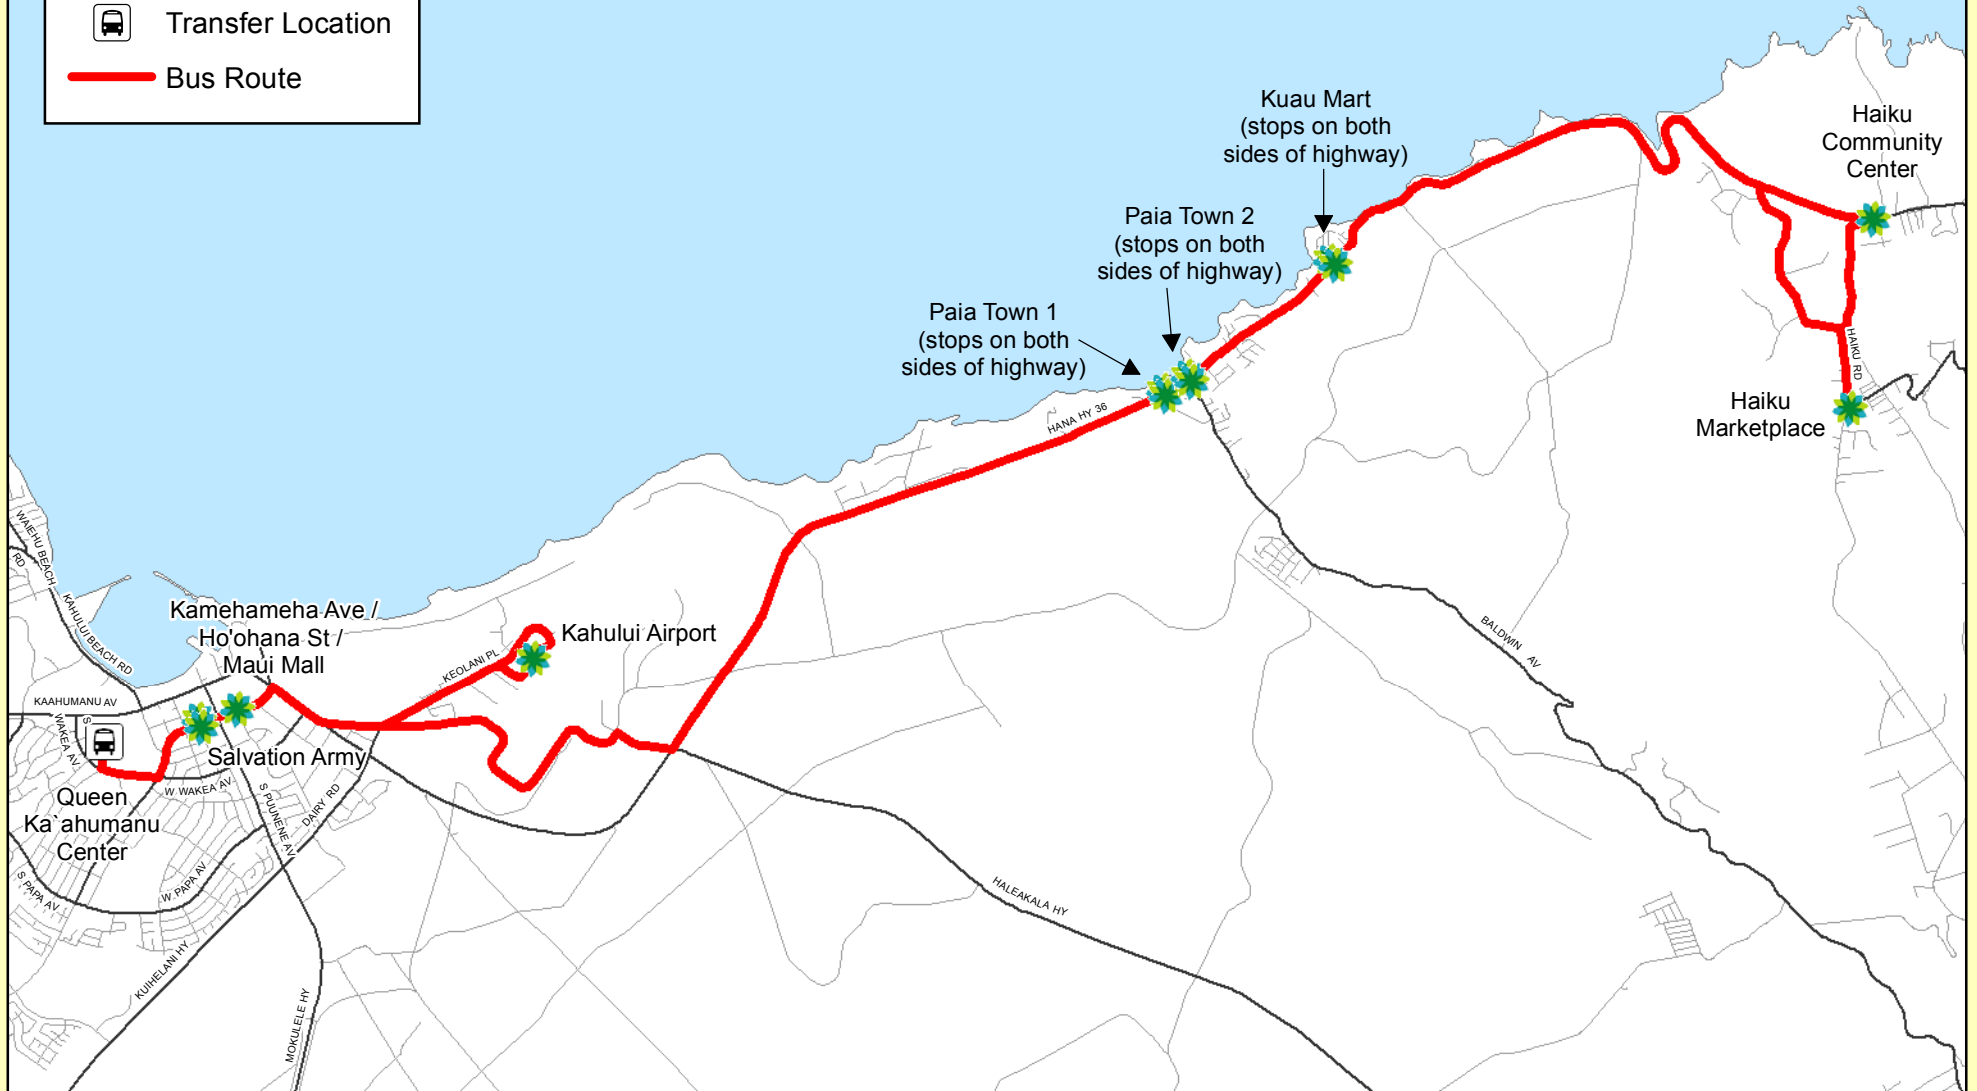 Transfer Location
Bus Route
Kuau Mart
(stops on both
sides of highway)
Haiku
Community
Center
Paia Town 2
(stops on both
sides of highway)
Paia Town 1
(stops on both
sides of highway)
HANA HY 36
HAIKU RD
Haiku
Marketplace
WAIEHU BEACH
RD
KAHULUI BEACH RD
Kamehameha Ave /
Ho'ohana St /
Maui Mall
Kahului Airport
KEOLANI PL
BALDWIN AV
KAAHUMANU AV
S
WAKEA AV
Salvation Army
W WAKEA AV
S PUUNENE AV
DAIRY RD
Queen
Ka`ahumanu
Center
S PAPA AV
W PAPA AV
HALEAKALA HY
KUIHELANI HY
MOKULELE HY